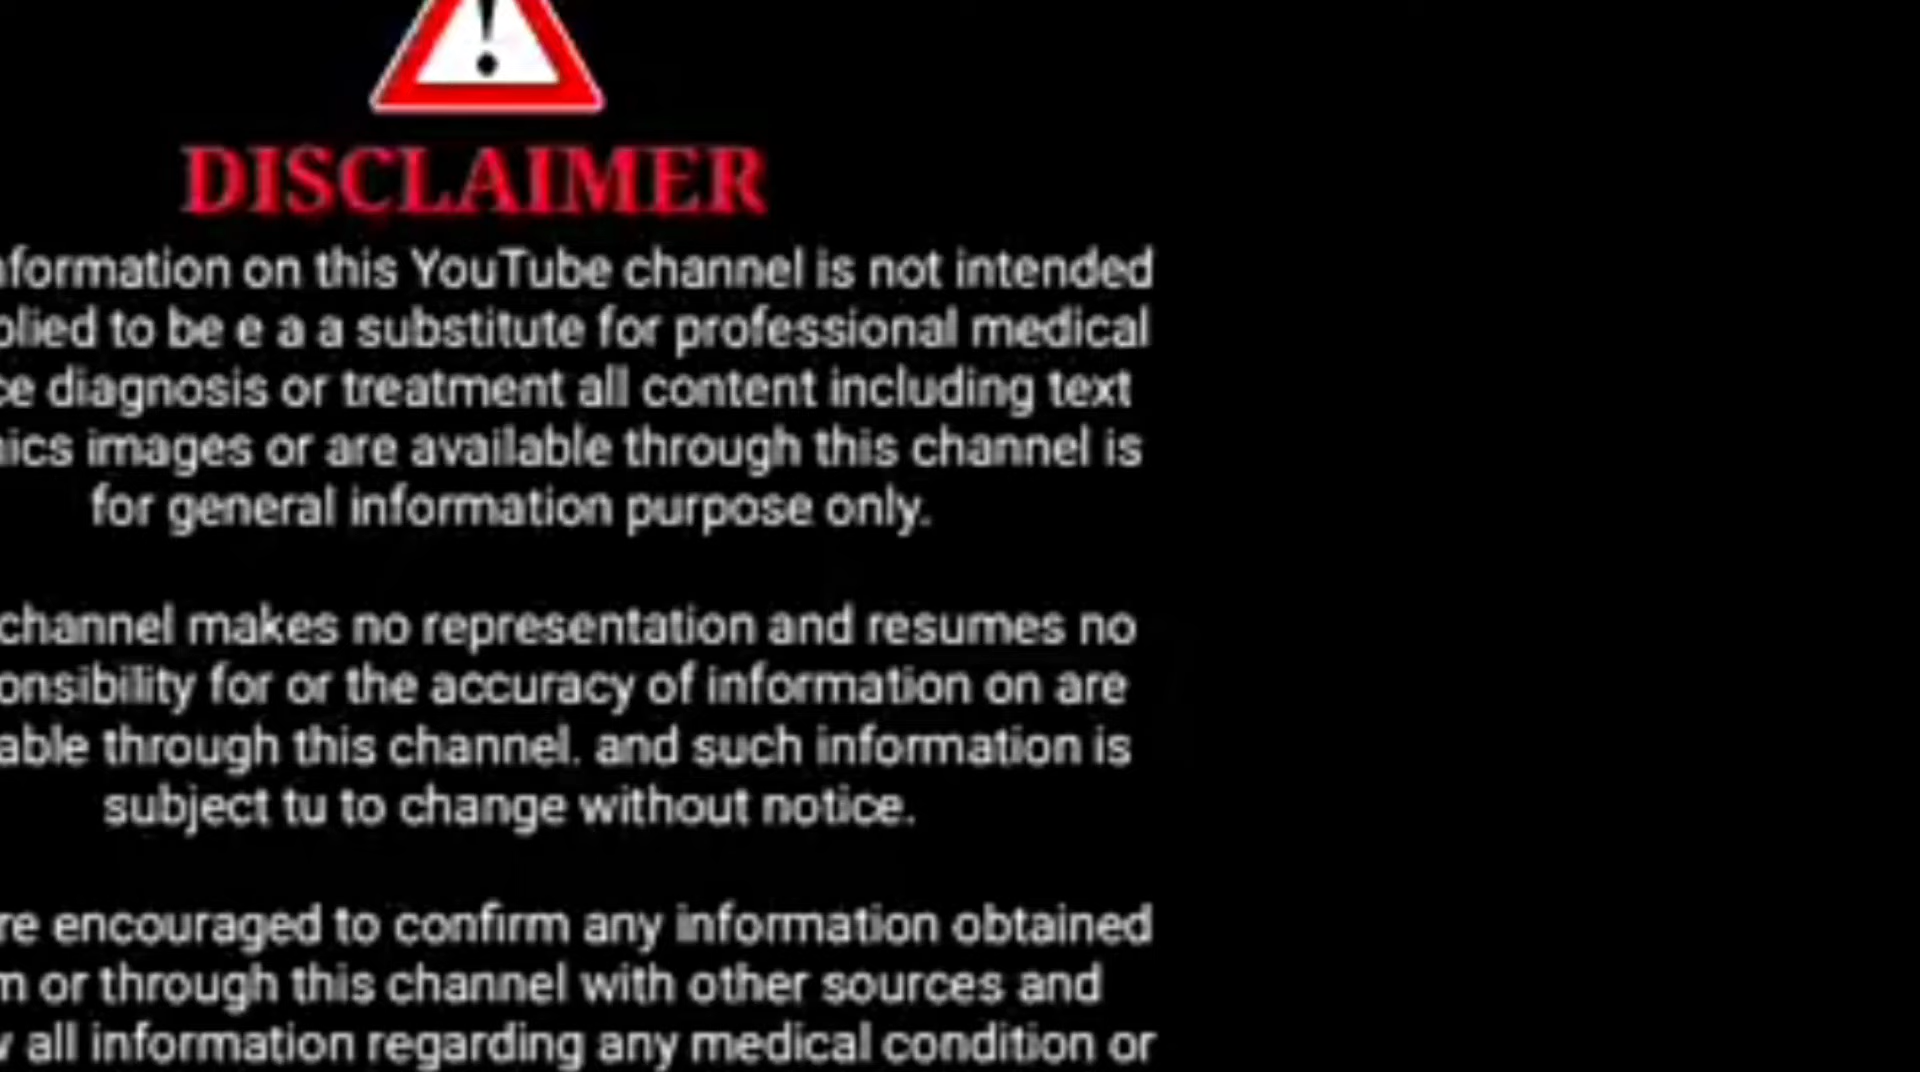 DISCLAIMER
nformation on this YouTube channel is not intended
plied to be e a a substitute for professional medical
ce diagnosis or treatment all content including text
hics images or are available through this channel is
for general information purpose only.
channel makes no representation and resumes no
onsibility for or the accuracy of information on are
able through this channel. and such information is
subject tu to change without notice.
re encouraged to confirm any information obtained
m or through this channel with other sources and
w all information regarding any medical condition or